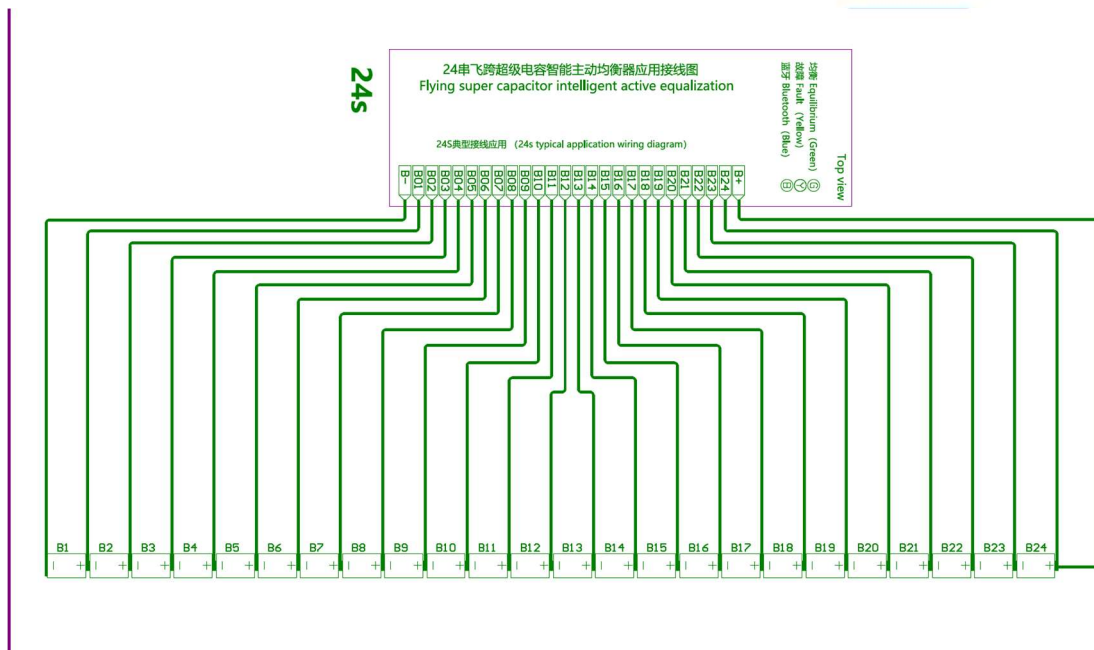 24s
24串飞跨超级电容智能主动均衡器应用接线图
Flying super capacitor intelligent active equalization
24S典型接线应用 (24s typical application wiring diagram)
Top view
均衡 Equilibrium (Green) G
故障 Fault (Yellow) Y
蓝牙 Bluetooth (Blue) B
B- B01 B02 B03 B04 B05 B06 B07 B08 B09 B10 B11 B12 B13 B14 B15 B16 B17 B18 B19 B20 B21 B22 B23 B24 B+
B1 B2 B3 B4 B5 B6 B7 B8 B9 B10 B11 B12 B13 B14 B15 B16 B17 B18 B19 B20 B21 B22 B23 B24
- + - + - + - + - + - + - + - + - + - + - + - + - + - + - + - + - + - + - + - + - + - + - + - +